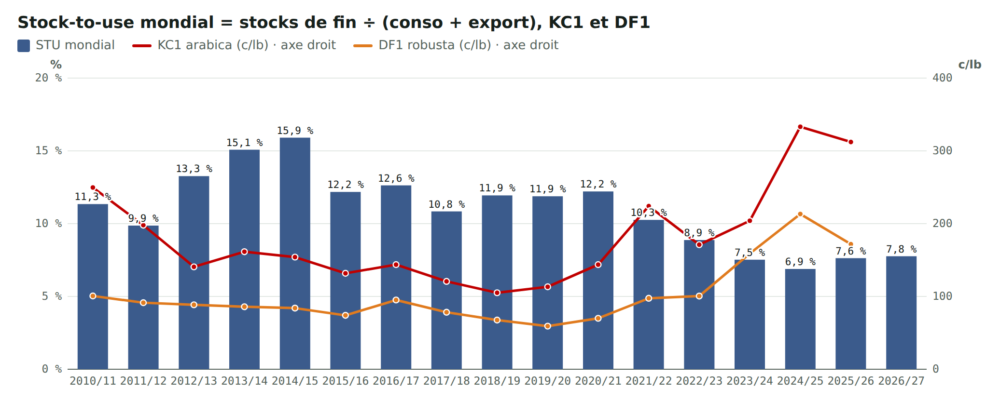 Stock-to-use mondial = stocks de fin ÷ (conso + export), KC1 et DF1
STU mondial KC1 arabica (c/lb) · axe droit DF1 robusta (c/lb) · axe droit
% c/lb
20 % 400
15 % 300
10 % 200
5 % 100
0 % 0
11,3 % 9,9 % 13,3 % 15,1 % 15,9 % 12,2 % 12,6 % 10,8 % 11,9 % 11,9 % 12,2 % 10,3 % 8,9 % 7,5 % 6,9 % 7,6 % 7,8 %
2010/11 2011/12 2012/13 2013/14 2014/15 2015/16 2016/17 2017/18 2018/19 2019/20 2020/21 2021/22 2022/23 2023/24 2024/25 2025/26 2026/27